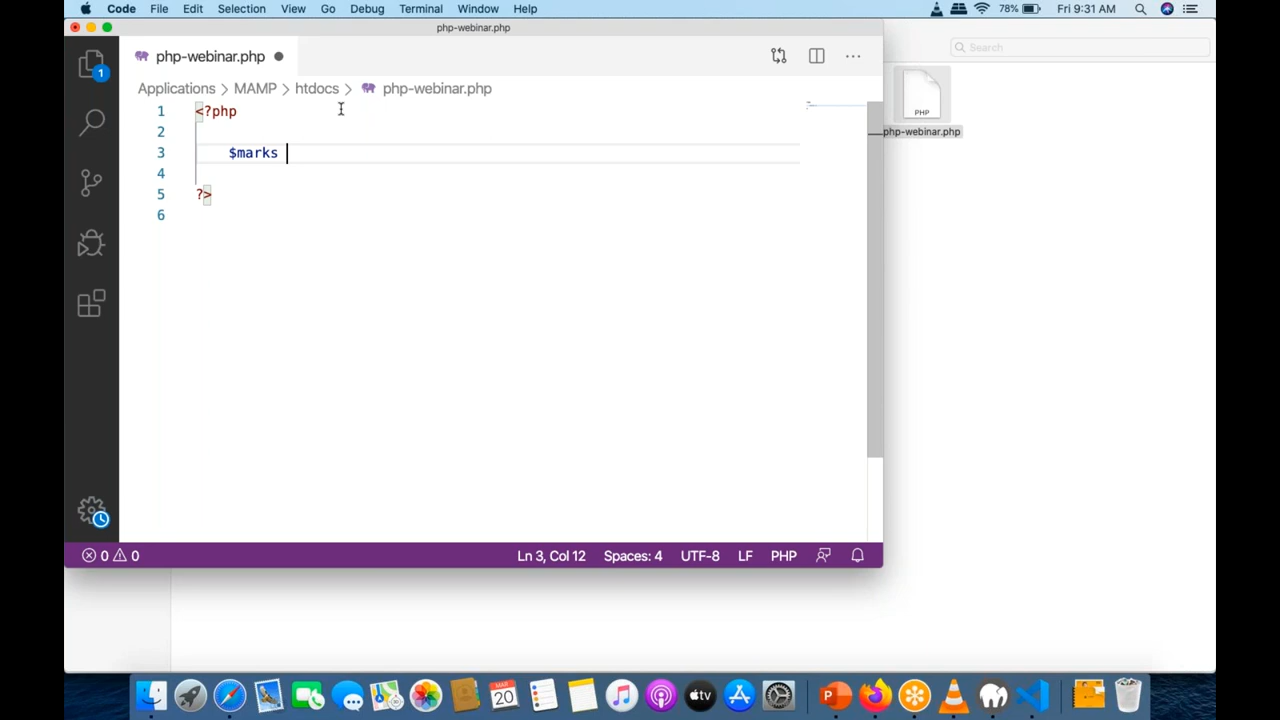 Code File Edit Selection View Go Debug Terminal Window Help 78% Fri 9:31 AM
php-webinar.php
Search
php-webinar.php
1
Applications > MAMP > htdocs > php-webinar.php
PHP
php-webinar.php
1 <?php
2
3 $marks
4
5 ?>
6
0 0 Ln 3, Col 12 Spaces: 4 UTF-8 LF PHP
MAR
20
tv